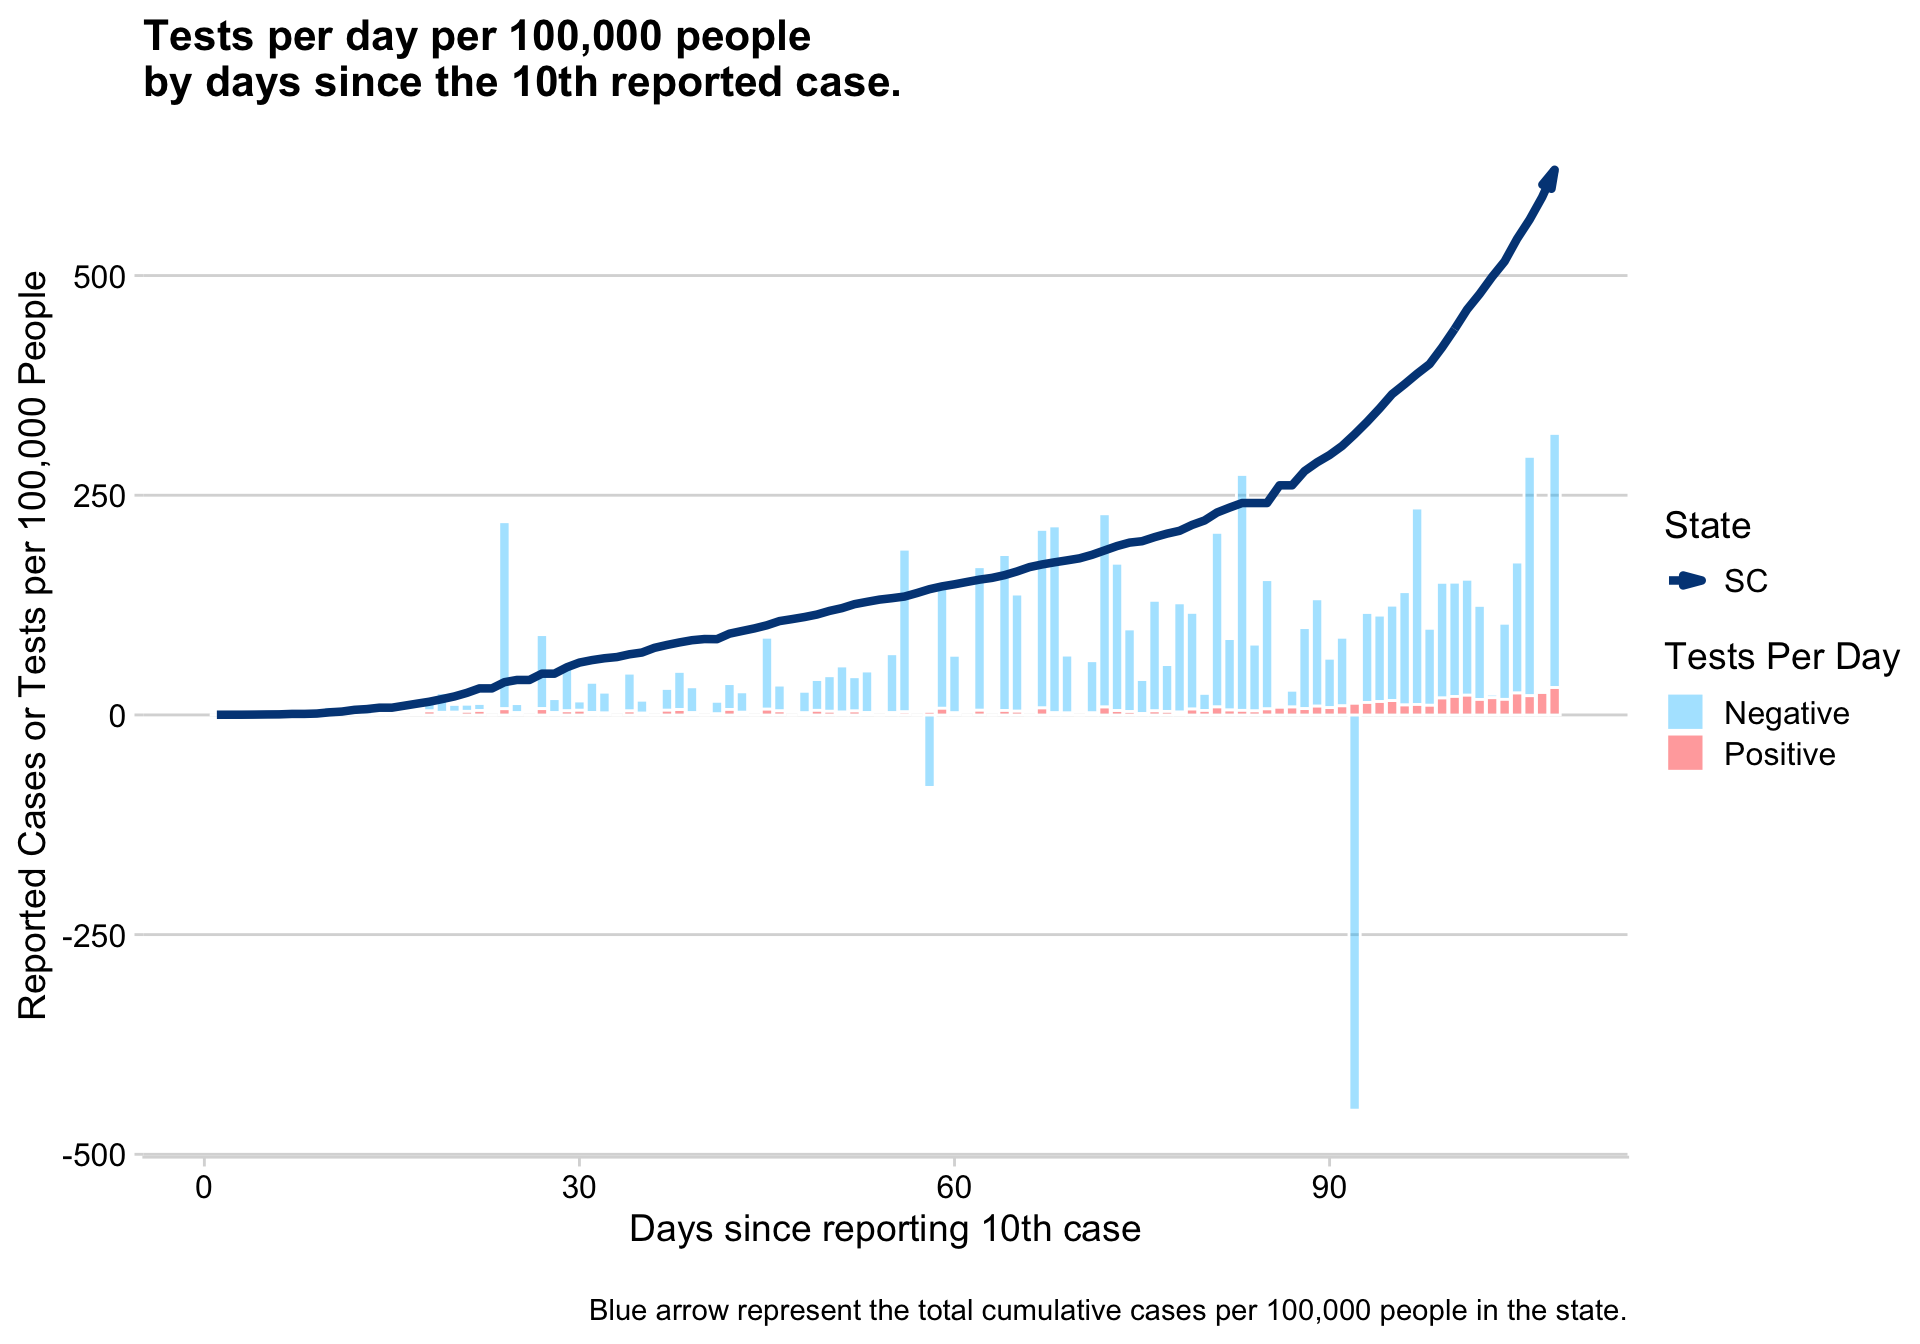 Tests per day per 100,000 people
by days since the 10th reported case.
Reported Cases or Tests per 100,000 People
500
250
0
-250
-500
0
30
60
90
Days since reporting 10th case
State
SC
Tests Per Day
Negative
Positive
Blue arrow represent the total cumulative cases per 100,000 people in the state.